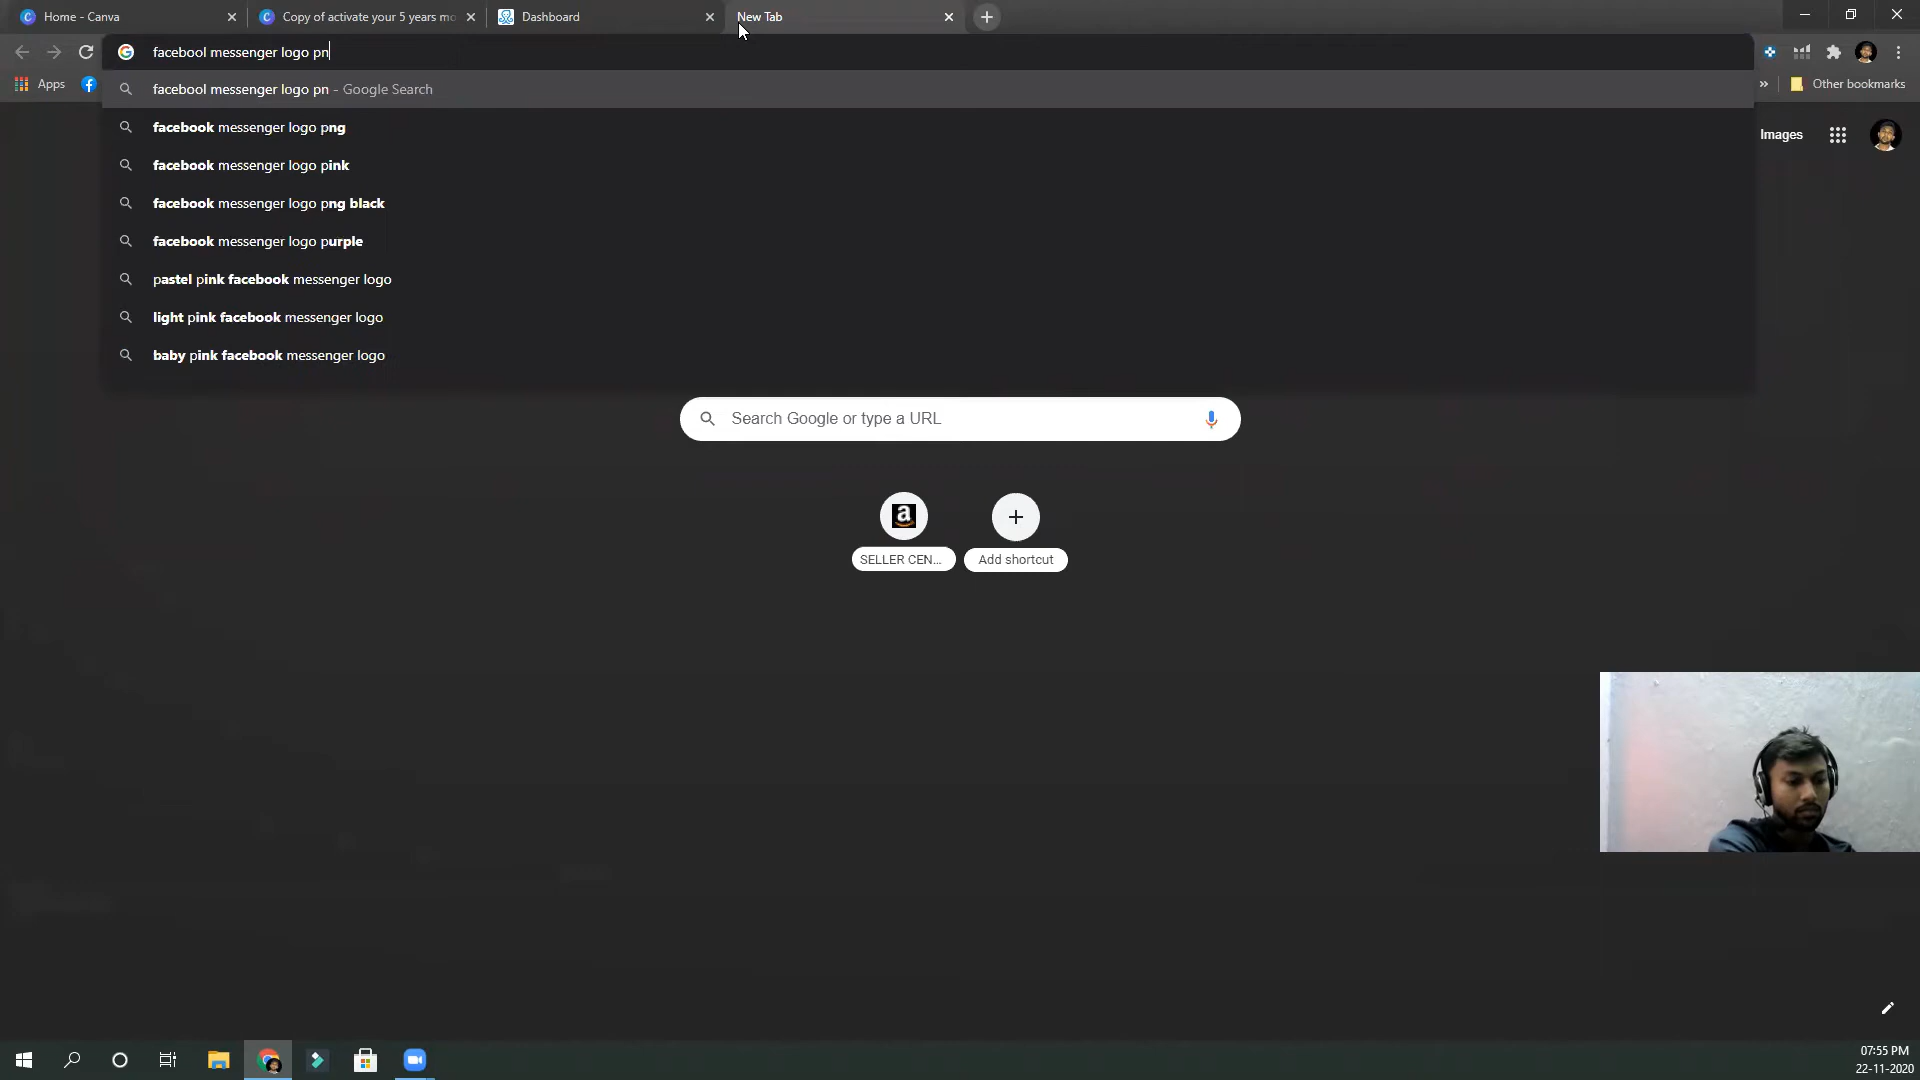 Home - Canva
Copy of activate your 5 years mo
Dashboard
New Tab
facebool messenger logo pn
Apps
Other bookmarks
facebool messenger logo pn - Google Search
facebook messenger logo png
Images
facebook messenger logo pink
facebook messenger logo png black
facebook messenger logo purple
pastel pink facebook messenger logo
light pink facebook messenger logo
baby pink facebook messenger logo
Search Google or type a URL
a
SELLER CEN...
Add shortcut
07:55 PM
22-11-2020